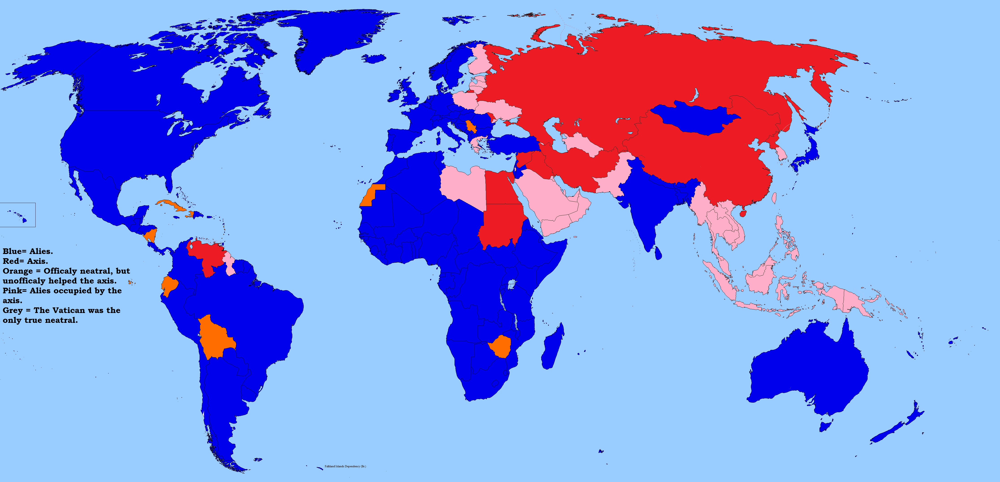 Blue= Alies.
Red= Axis.
Orange = Officaly neatral, but
unofficaly helped the axis.
Pink= Alies occupied by the
axis.
Grey = The Vatican was the
only true neatral.
Falkland Islands Dependency (Br.)